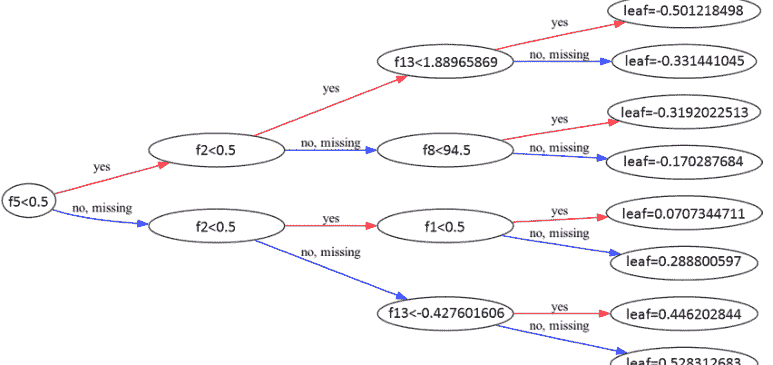 leaf=-0.501218498
yes
f13<1.88965869
no, missing
leaf=-0.331441045
yes
f2<0.5
no, missing
f8<94.5
yes
leaf=-0.3192022513
no, missing
leaf=-0.170287684
yes
f5<0.5
no, missing
f2<0.5
yes
f1<0.5
yes
leaf=0.0707344711
no, missing
leaf=0.288800597
no, missing
f13<-0.427601606
yes
leaf=0.446202844
no, missing
leaf=0.528312683